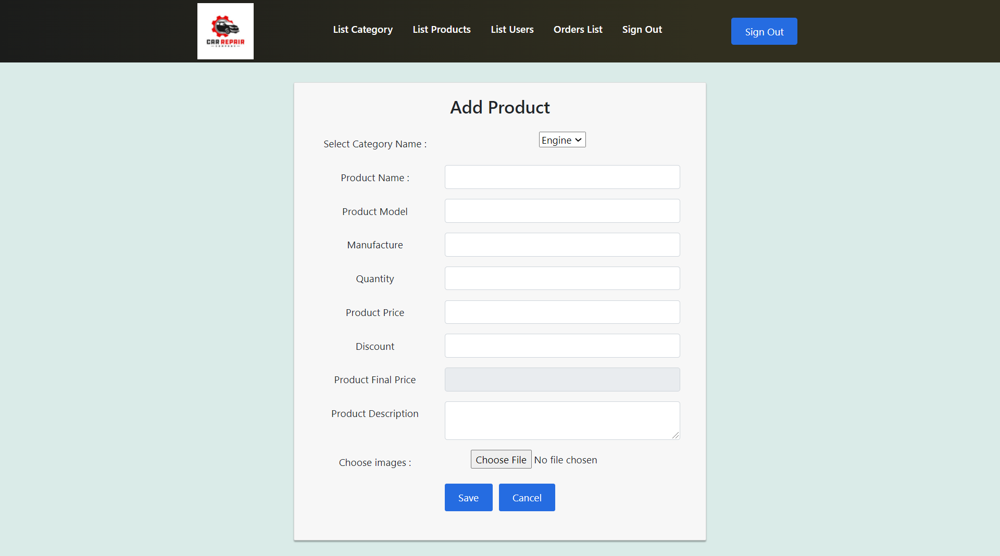 CAR REPAIR
COMPANY
List Category
List Products
List Users
Orders List
Sign Out
Sign Out
Add Product
Select Category Name :
Engine
Product Name :
Product Model
Manufacture
Quantity
Product Price
Discount
Product Final Price
Product Description
Choose images :
Choose File No file chosen
Save
Cancel